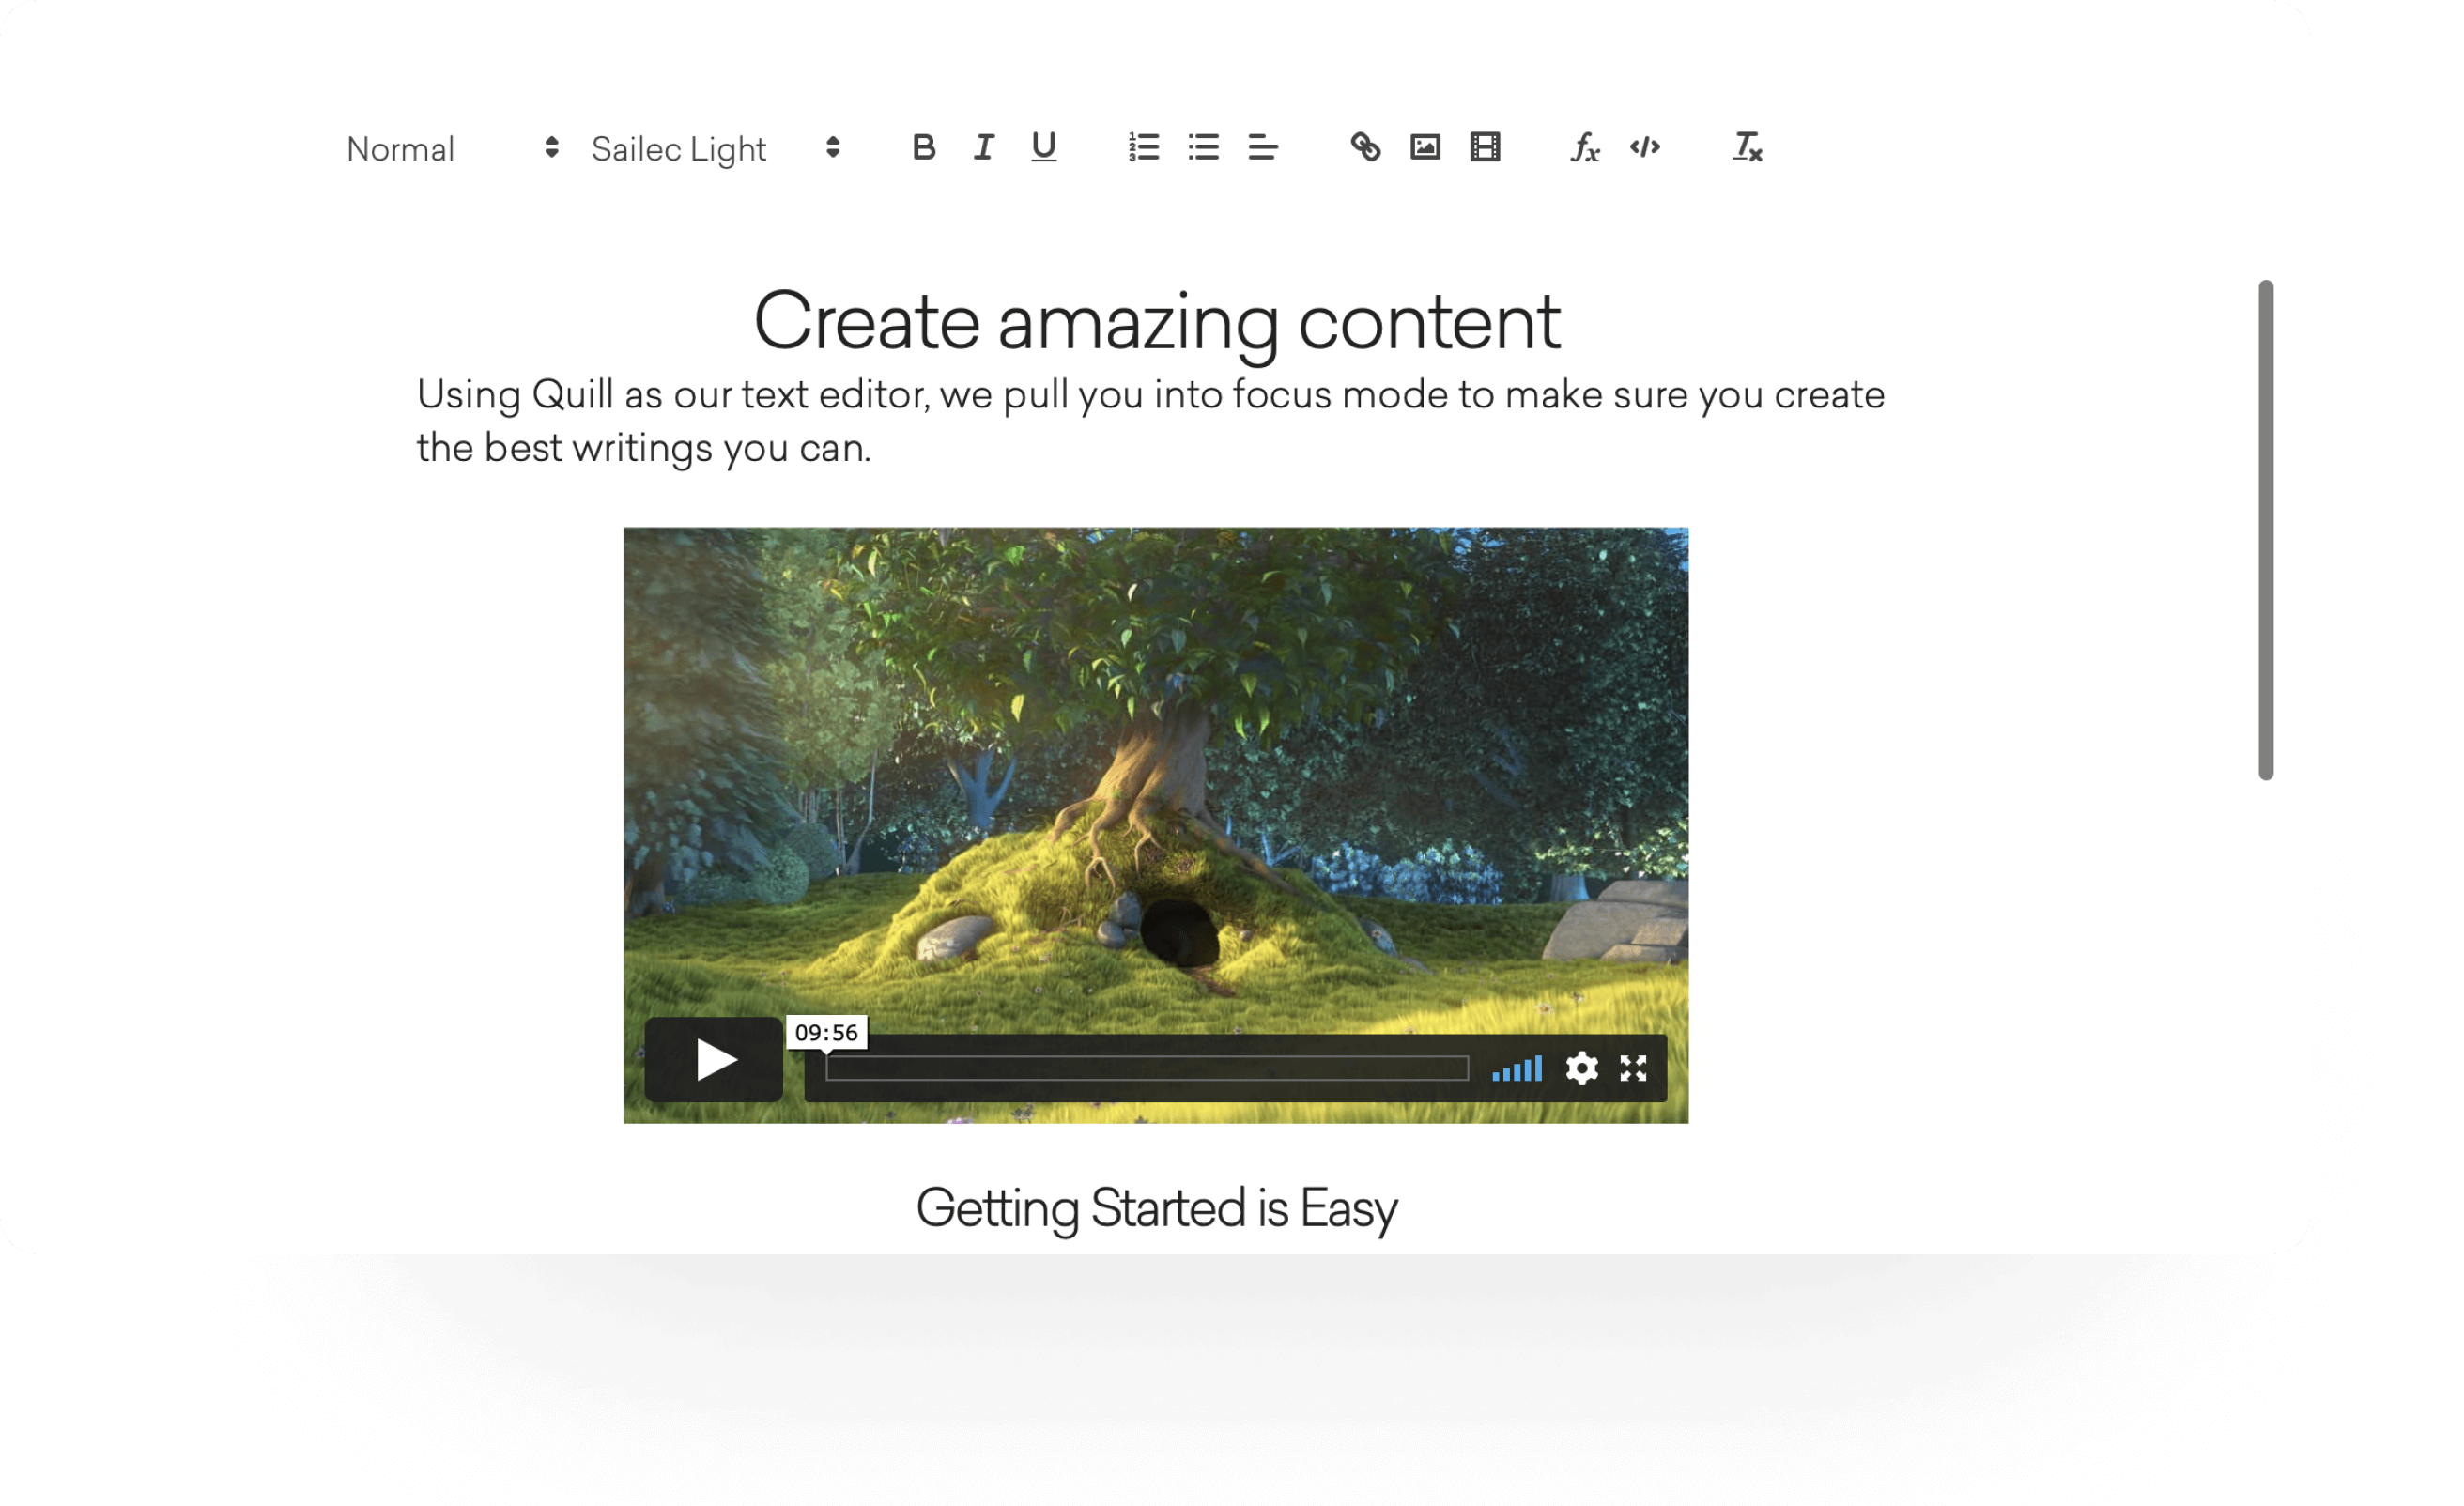 Normal Sailec Light
Create amazing content
Using Quill as our text editor, we pull you into focus mode to make sure you create
the best writings you can.
09:56
Getting Started is Easy